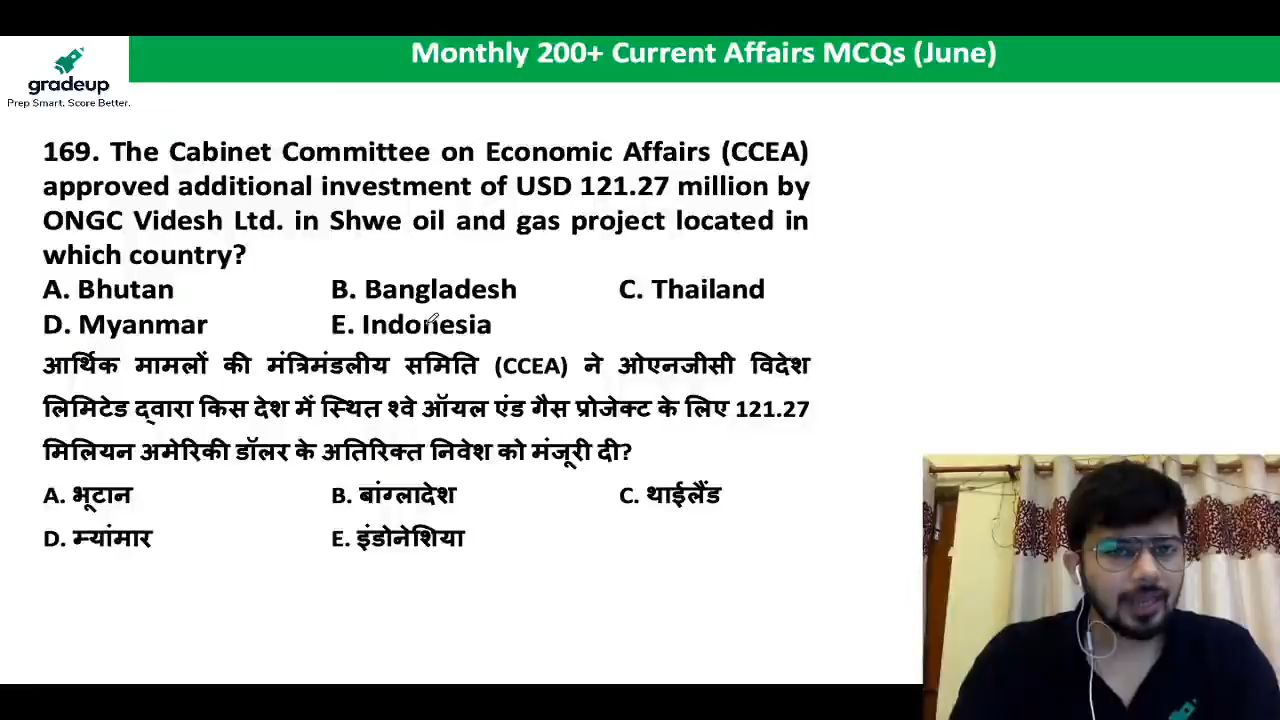 Monthly 200+ Current Affairs MCQs (June)
gradeup
Prep Smart. Score Better.
169. The Cabinet Committee on Economic Affairs (CCEA)
approved additional investment of USD 121.27 million by
ONGC Videsh Ltd. in Shwe oil and gas project located in
which country?
A. Bhutan B. Bangladesh C. Thailand
D. Myanmar E. Indonesia
आर्थिक मामलों की मंत्रिमंडलीय समिति (CCEA) ने ओएनजीसी विदेश
लिमिटेड द्वारा किस देश में स्थित श्वे ऑयल एंड गैस प्रोजेक्ट के लिए 121.27
मिलियन अमेरिकी डॉलर के अतिरिक्त निवेश को मंजूरी दी?
A. भूटान B. बांग्लादेश C. थाईलैंड
D. म्यांमार E. इंडोनेशिया